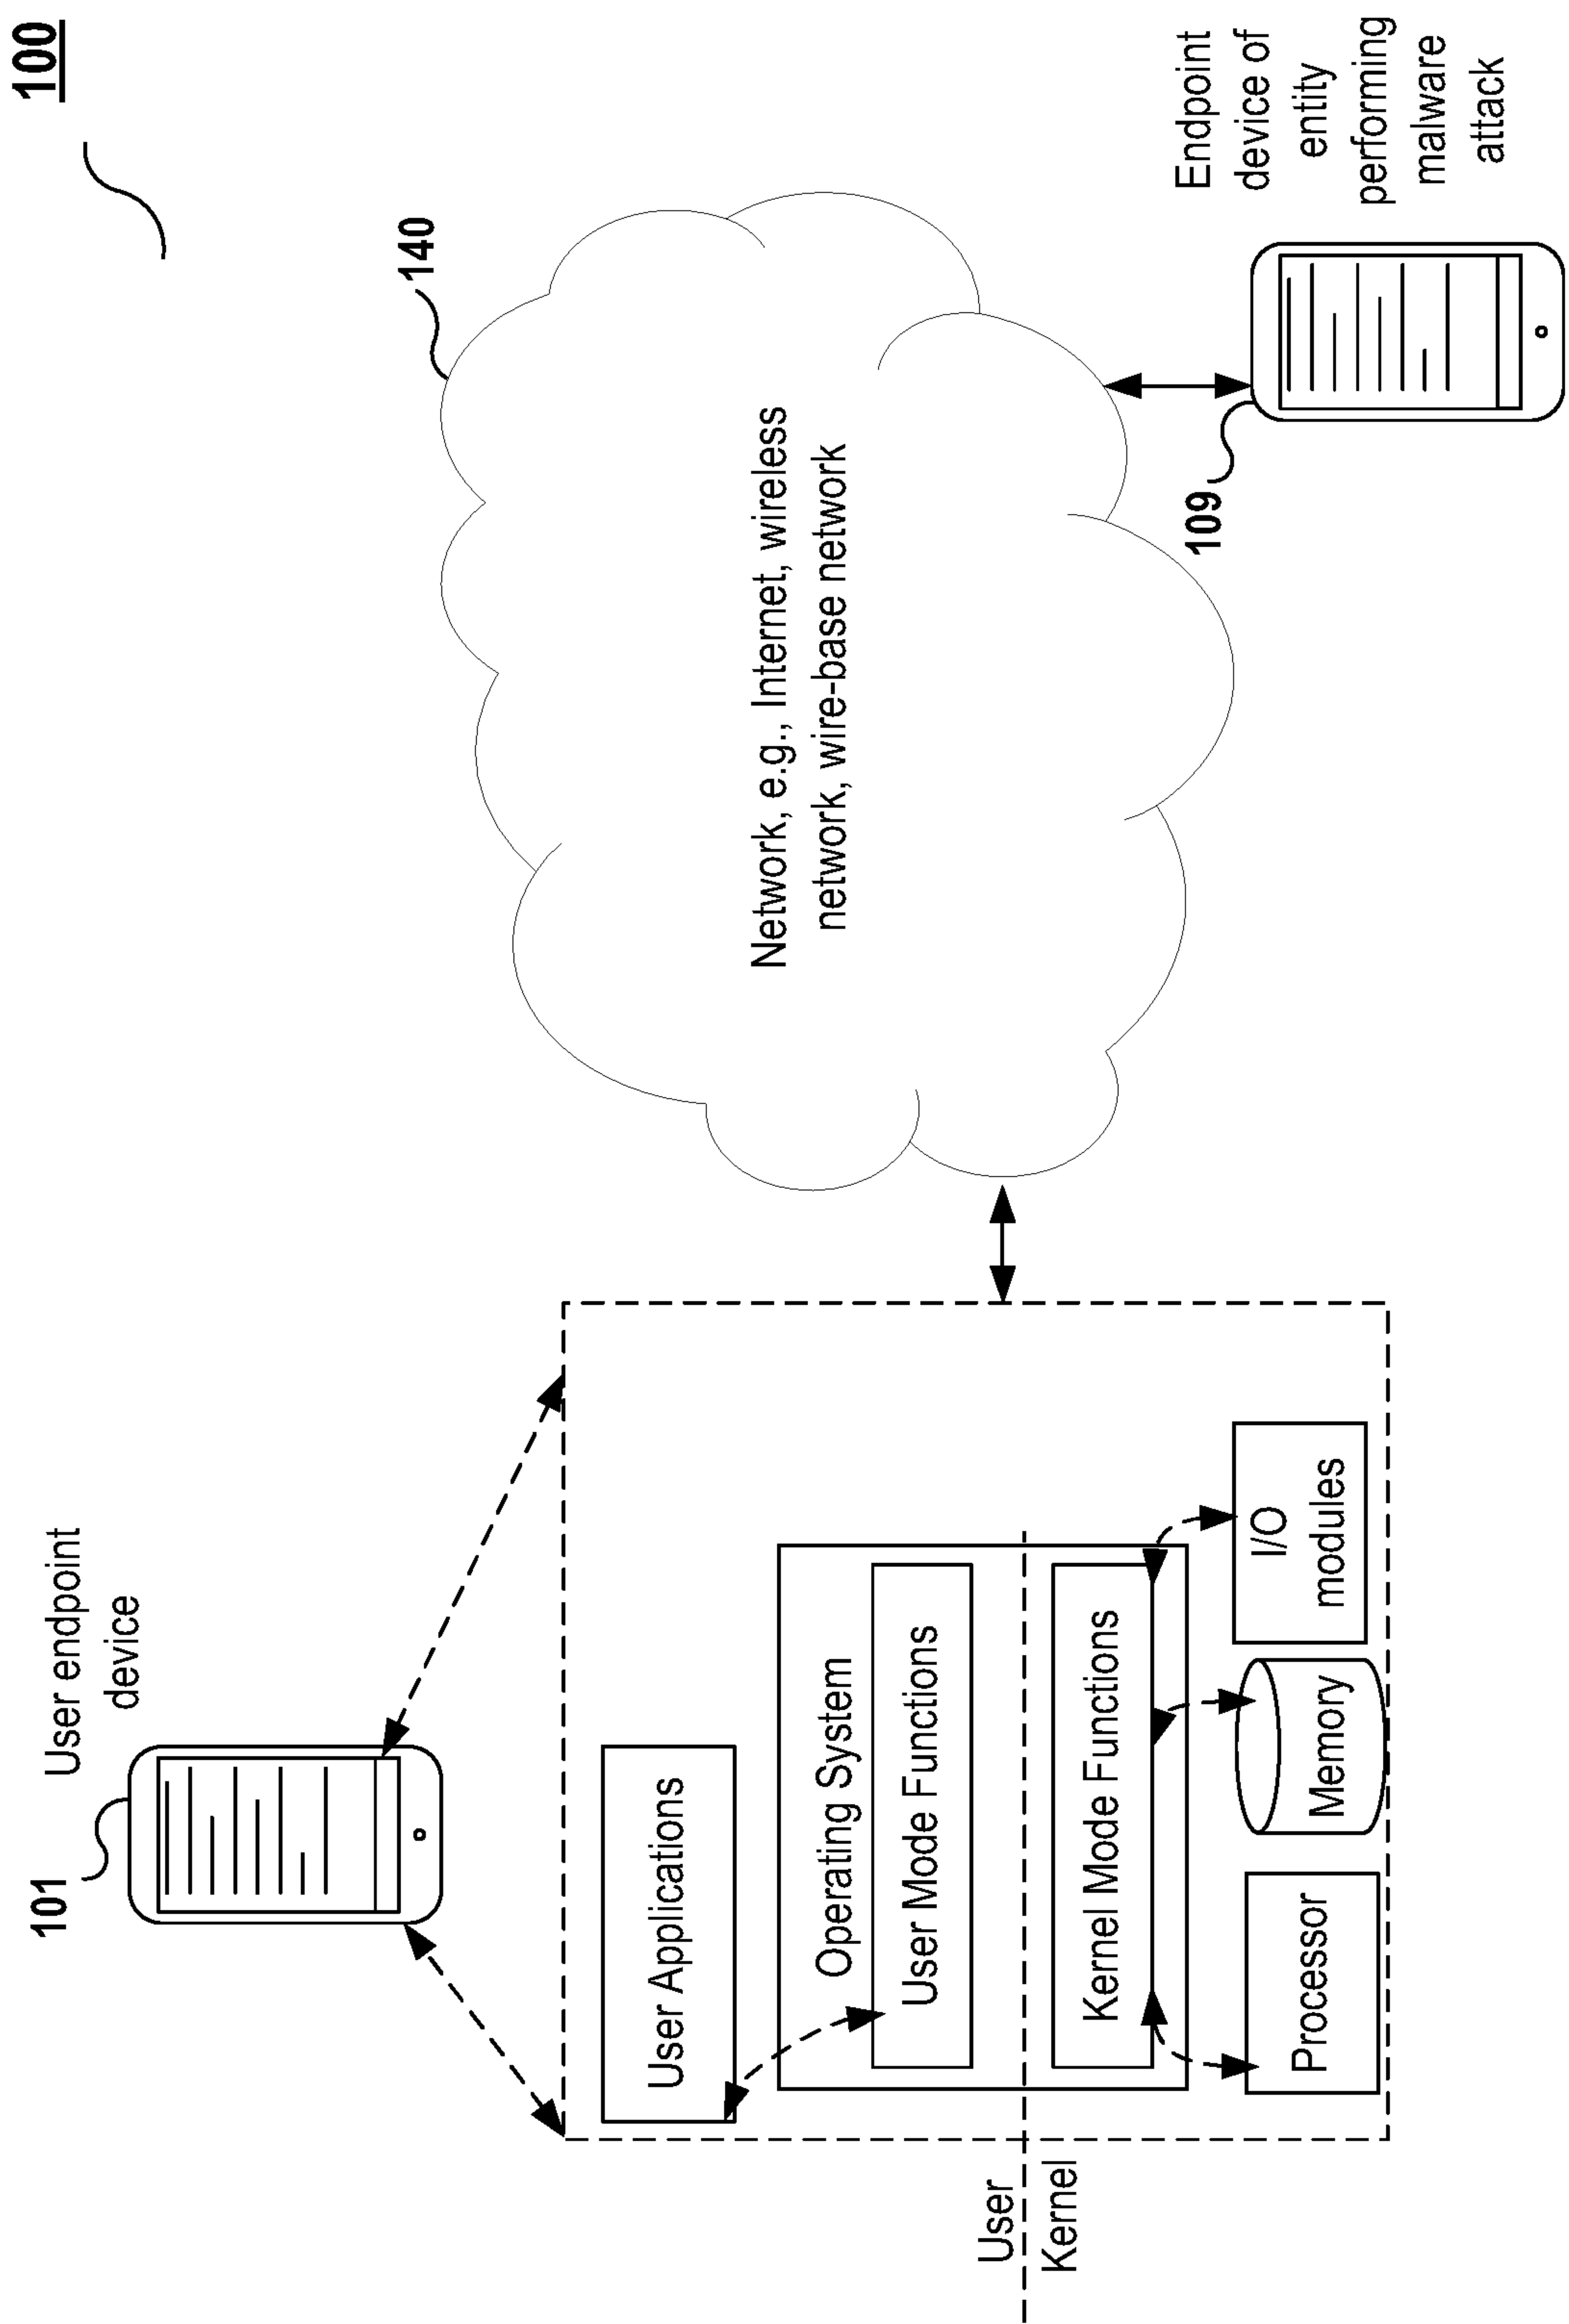 100
101
User endpoint
device
140
Network, e.g., Internet, wireless
network, wire-base network
User Applications
Operating System
User Mode Functions
User
Kernel
Kernel Mode Functions
Processor
Memory
I/O
modules
109
Endpoint
device of
entity
performing
malware
attack